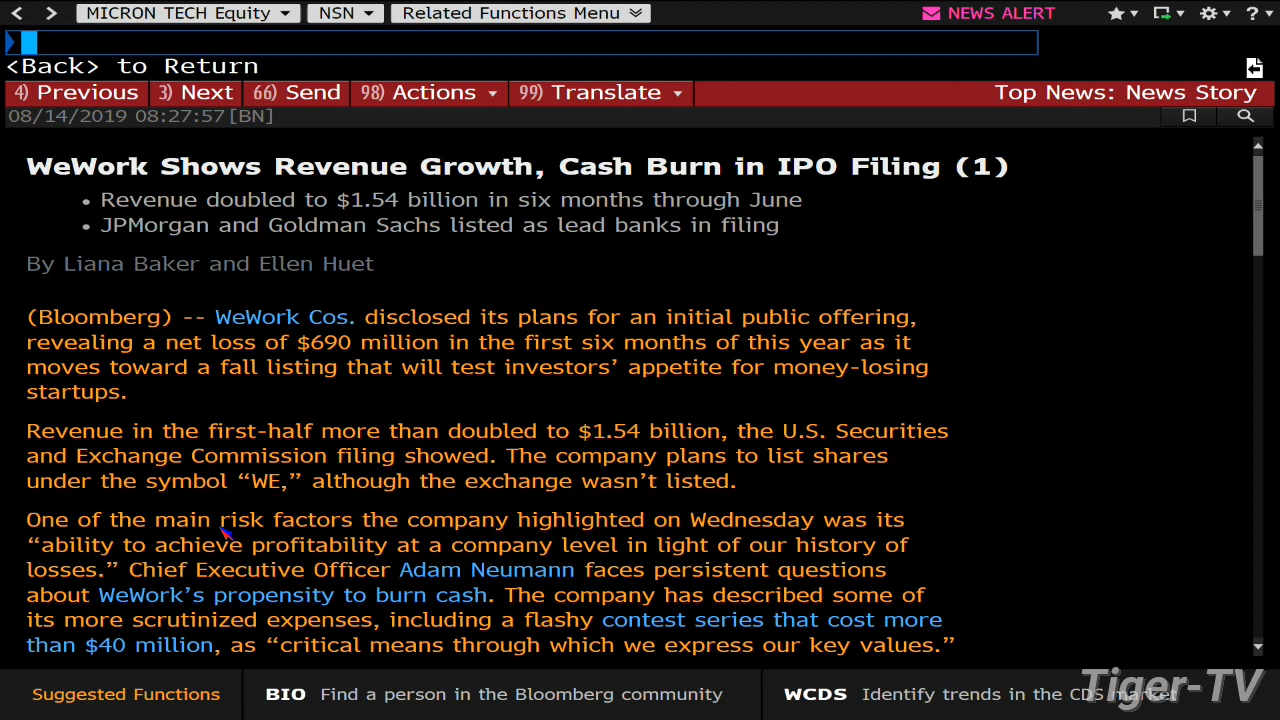 MICRON TECH Equity NSN Related Functions Menu NEWS ALERT ?
<Back> to Return
4) Previous 3) Next 66) Send 98) Actions 99) Translate Top News: News Story
08/14/2019 08:27:57[BN]
WeWork Shows Revenue Growth, Cash Burn in IPO Filing (1)
• Revenue doubled to $1.54 billion in six months through June
• JPMorgan and Goldman Sachs listed as lead banks in filing
By Liana Baker and Ellen Huet
(Bloomberg) -- WeWork Cos. disclosed its plans for an initial public offering,
revealing a net loss of $690 million in the first six months of this year as it
moves toward a fall listing that will test investors’ appetite for money-losing
startups.
Revenue in the first-half more than doubled to $1.54 billion, the U.S. Securities
and Exchange Commission filing showed. The company plans to list shares
under the symbol “WE,” although the exchange wasn’t listed.
One of the main risk factors the company highlighted on Wednesday was its
“ability to achieve profitability at a company level in light of our history of
losses.” Chief Executive Officer Adam Neumann faces persistent questions
about WeWork’s propensity to burn cash. The company has described some of
its more scrutinized expenses, including a flashy contest series that cost more
than $40 million, as “critical means through which we express our key values.”
Suggested Functions BIO Find a person in the Bloomberg community WCDS Identify trends in the CDS market
Tiger-TV